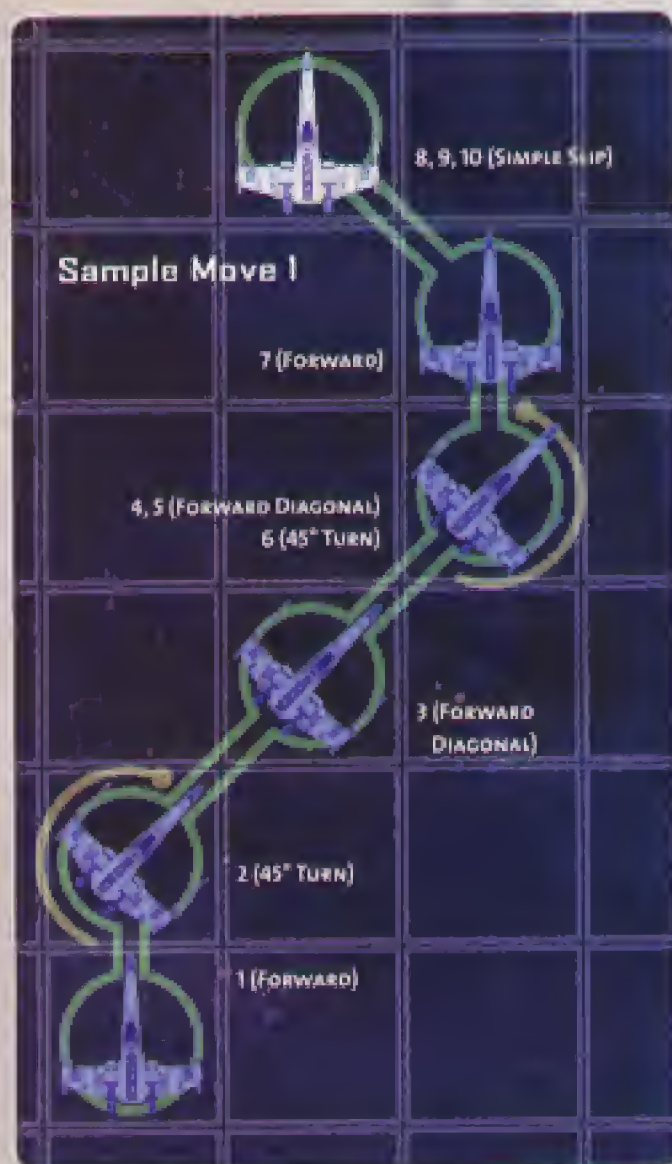 8, 9, 10 (SIMPLE SLIP)
Sample Move 1
7 (FORWARD)
4, 5 (FORWARD DIAGONAL)
6 (45° TURN)
3 (FORWARD
DIAGONAL)
2 (45° TURN)
1 (FORWARD)